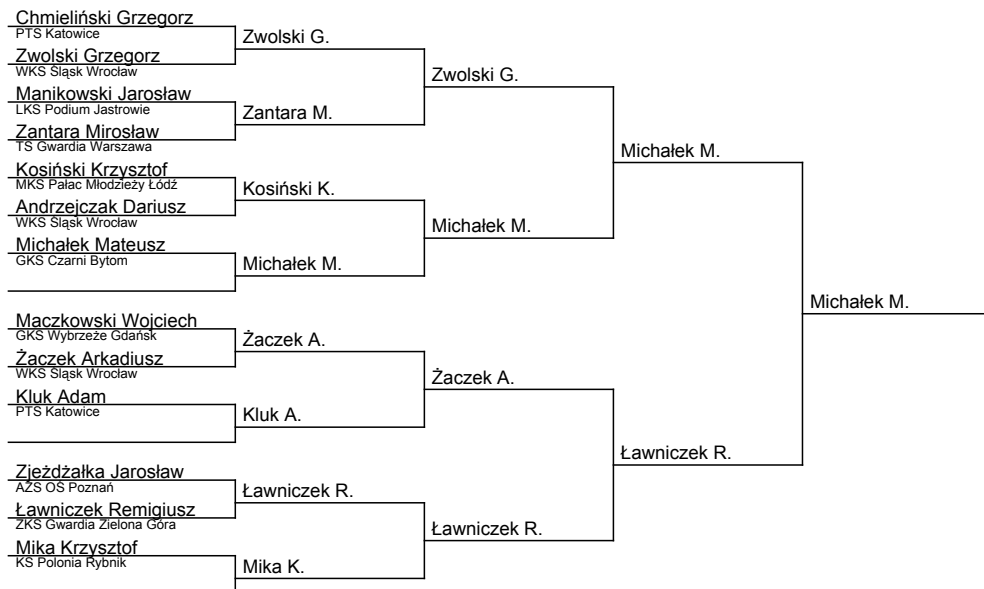 Chmieliński Grzegorz
PTS Katowice
Zwolski G.
Zwolski Grzegorz
WKS Śląsk Wrocław
Zwolski G.
Manikowski Jarosław
LKS Podium Jastrowie
Zantara M.
Zantara Mirosław
TS Gwardia Warszawa
Michałek M.
Kosiński Krzysztof
MKS Pałac Młodzieży Łódź
Kosiński K.
Andrzejczak Dariusz
WKS Śląsk Wrocław
Michałek M.
Michałek Mateusz
GKS Czarni Bytom
Michałek M.
Michałek M.
Maczkowski Wojciech
GKS Wybrzeże Gdańsk
Żaczek A.
Żaczek Arkadiusz
WKS Śląsk Wrocław
Żaczek A.
Kluk Adam
PTS Katowice
Kluk A.
Ławniczek R.
Zjeżdżałka Jarosław
AZS OŚ Poznań
Ławniczek R.
Ławniczek Remigiusz
ZKS Gwardia Zielona Góra
Ławniczek R.
Mika Krzysztof
KS Polonia Rybnik
Mika K.